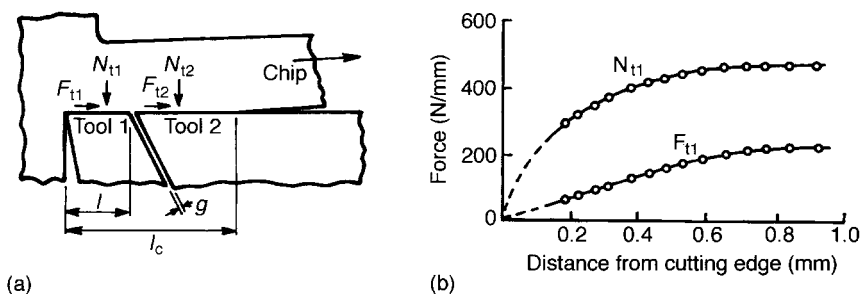 N_t1
N_t2
F_t1
F_t2
Chip
Tool 1
Tool 2
l
g
l_c
(a)
Force (N/mm)
600
400
200
0
N_t1
F_t1
0.2
0.4
0.6
0.8
1.0
Distance from cutting edge (mm)
(b)